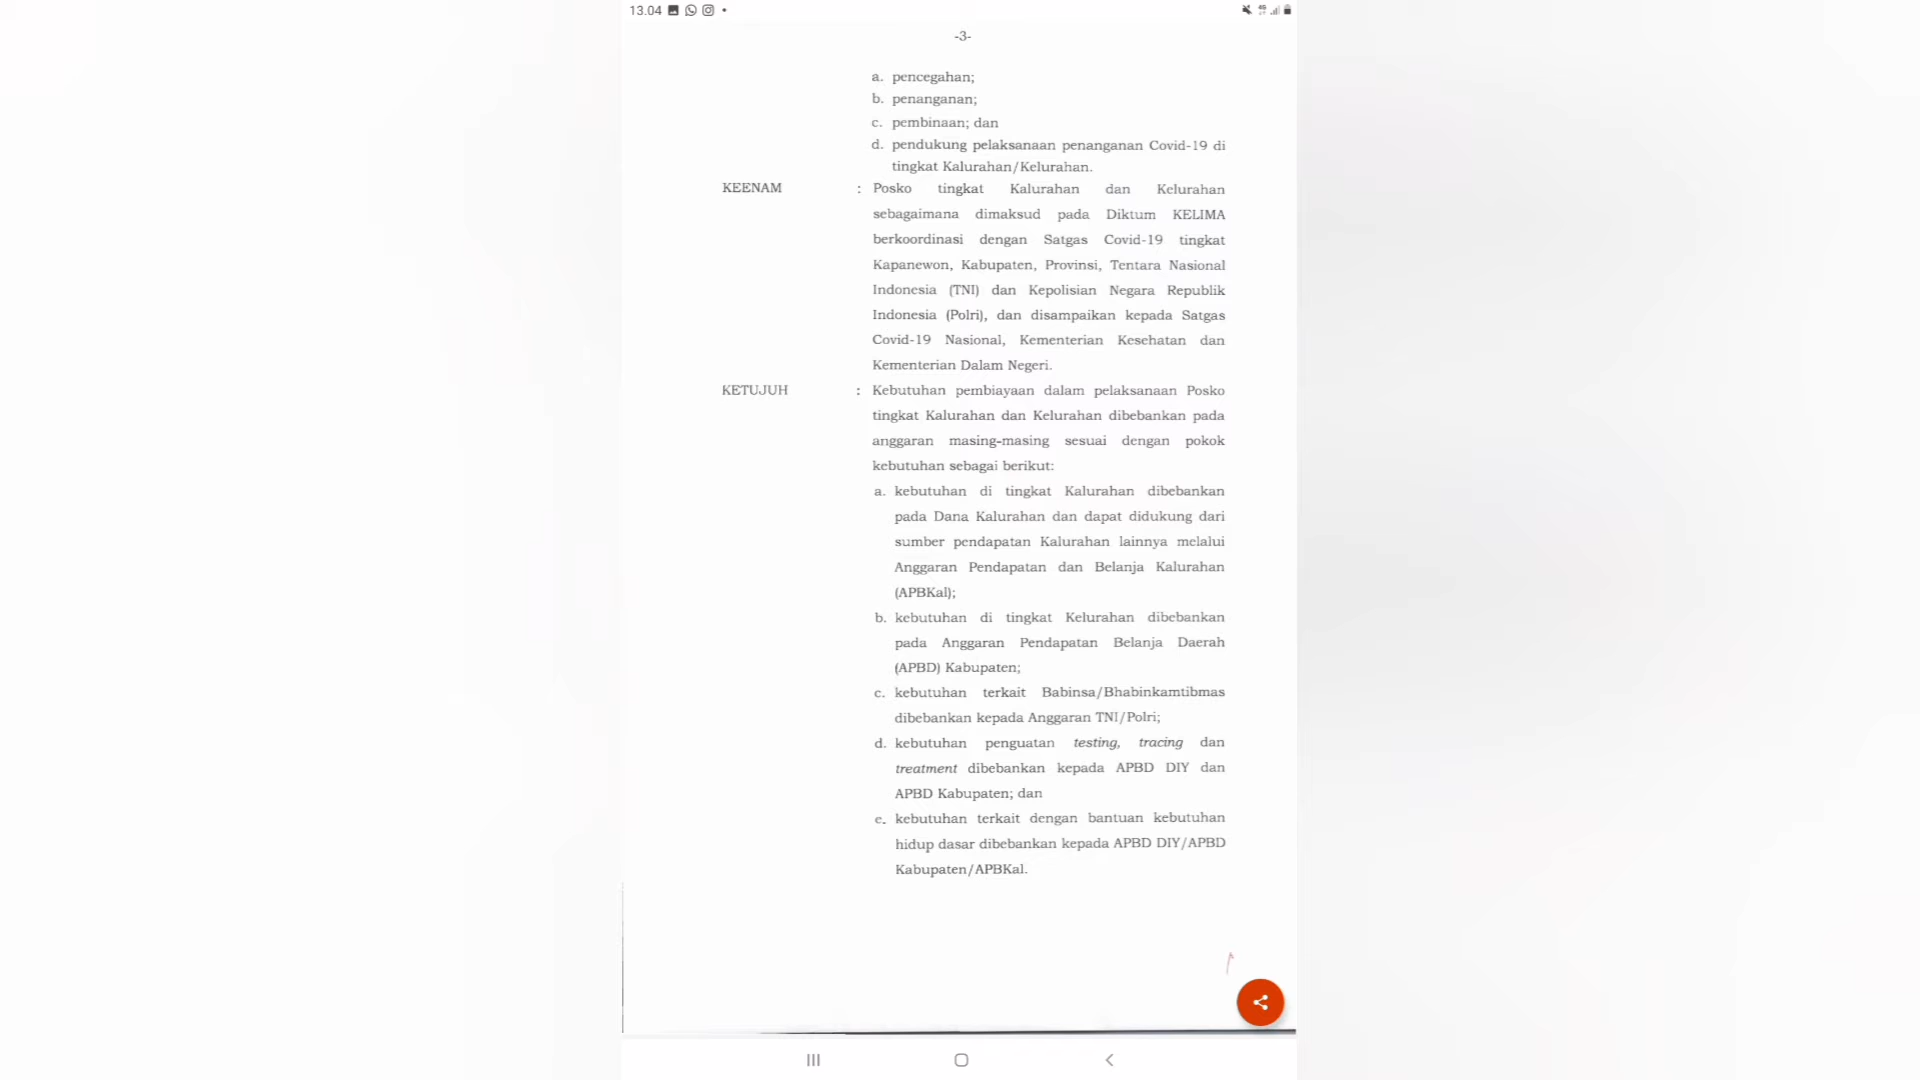 13.04
4G
-3-
a. pencegahan;
b. penanganan;
c. pembinaan; dan
d. pendukung pelaksanaan penanganan Covid-19 di
tingkat Kalurahan/Kelurahan.
KEENAM : Posko tingkat Kalurahan dan Kelurahan
sebagaimana dimaksud pada Diktum KELIMA
berkoordinasi dengan Satgas Covid-19 tingkat
Kapanewon, Kabupaten, Provinsi, Tentara Nasional
Indonesia (TNI) dan Kepolisian Negara Republik
Indonesia (Polri), dan disampaikan kepada Satgas
Covid-19 Nasional, Kementerian Kesehatan dan
Kementerian Dalam Negeri.
KETUJUH : Kebutuhan pembiayaan dalam pelaksanaan Posko
tingkat Kalurahan dan Kelurahan dibebankan pada
anggaran masing-masing sesuai dengan pokok
kebutuhan sebagai berikut:
a. kebutuhan di tingkat Kalurahan dibebankan
pada Dana Kalurahan dan dapat didukung dari
sumber pendapatan Kalurahan lainnya melalui
Anggaran Pendapatan dan Belanja Kalurahan
(APBKal);
b. kebutuhan di tingkat Kelurahan dibebankan
pada Anggaran Pendapatan Belanja Daerah
(APBD) Kabupaten;
c. kebutuhan terkait Babinsa/Bhabinkamtibmas
dibebankan kepada Anggaran TNI/Polri;
d. kebutuhan penguatan testing, tracing dan
treatment dibebankan kepada APBD DIY dan
APBD Kabupaten; dan
e. kebutuhan terkait dengan bantuan kebutuhan
hidup dasar dibebankan kepada APBD DIY/APBD
Kabupaten/APBKal.